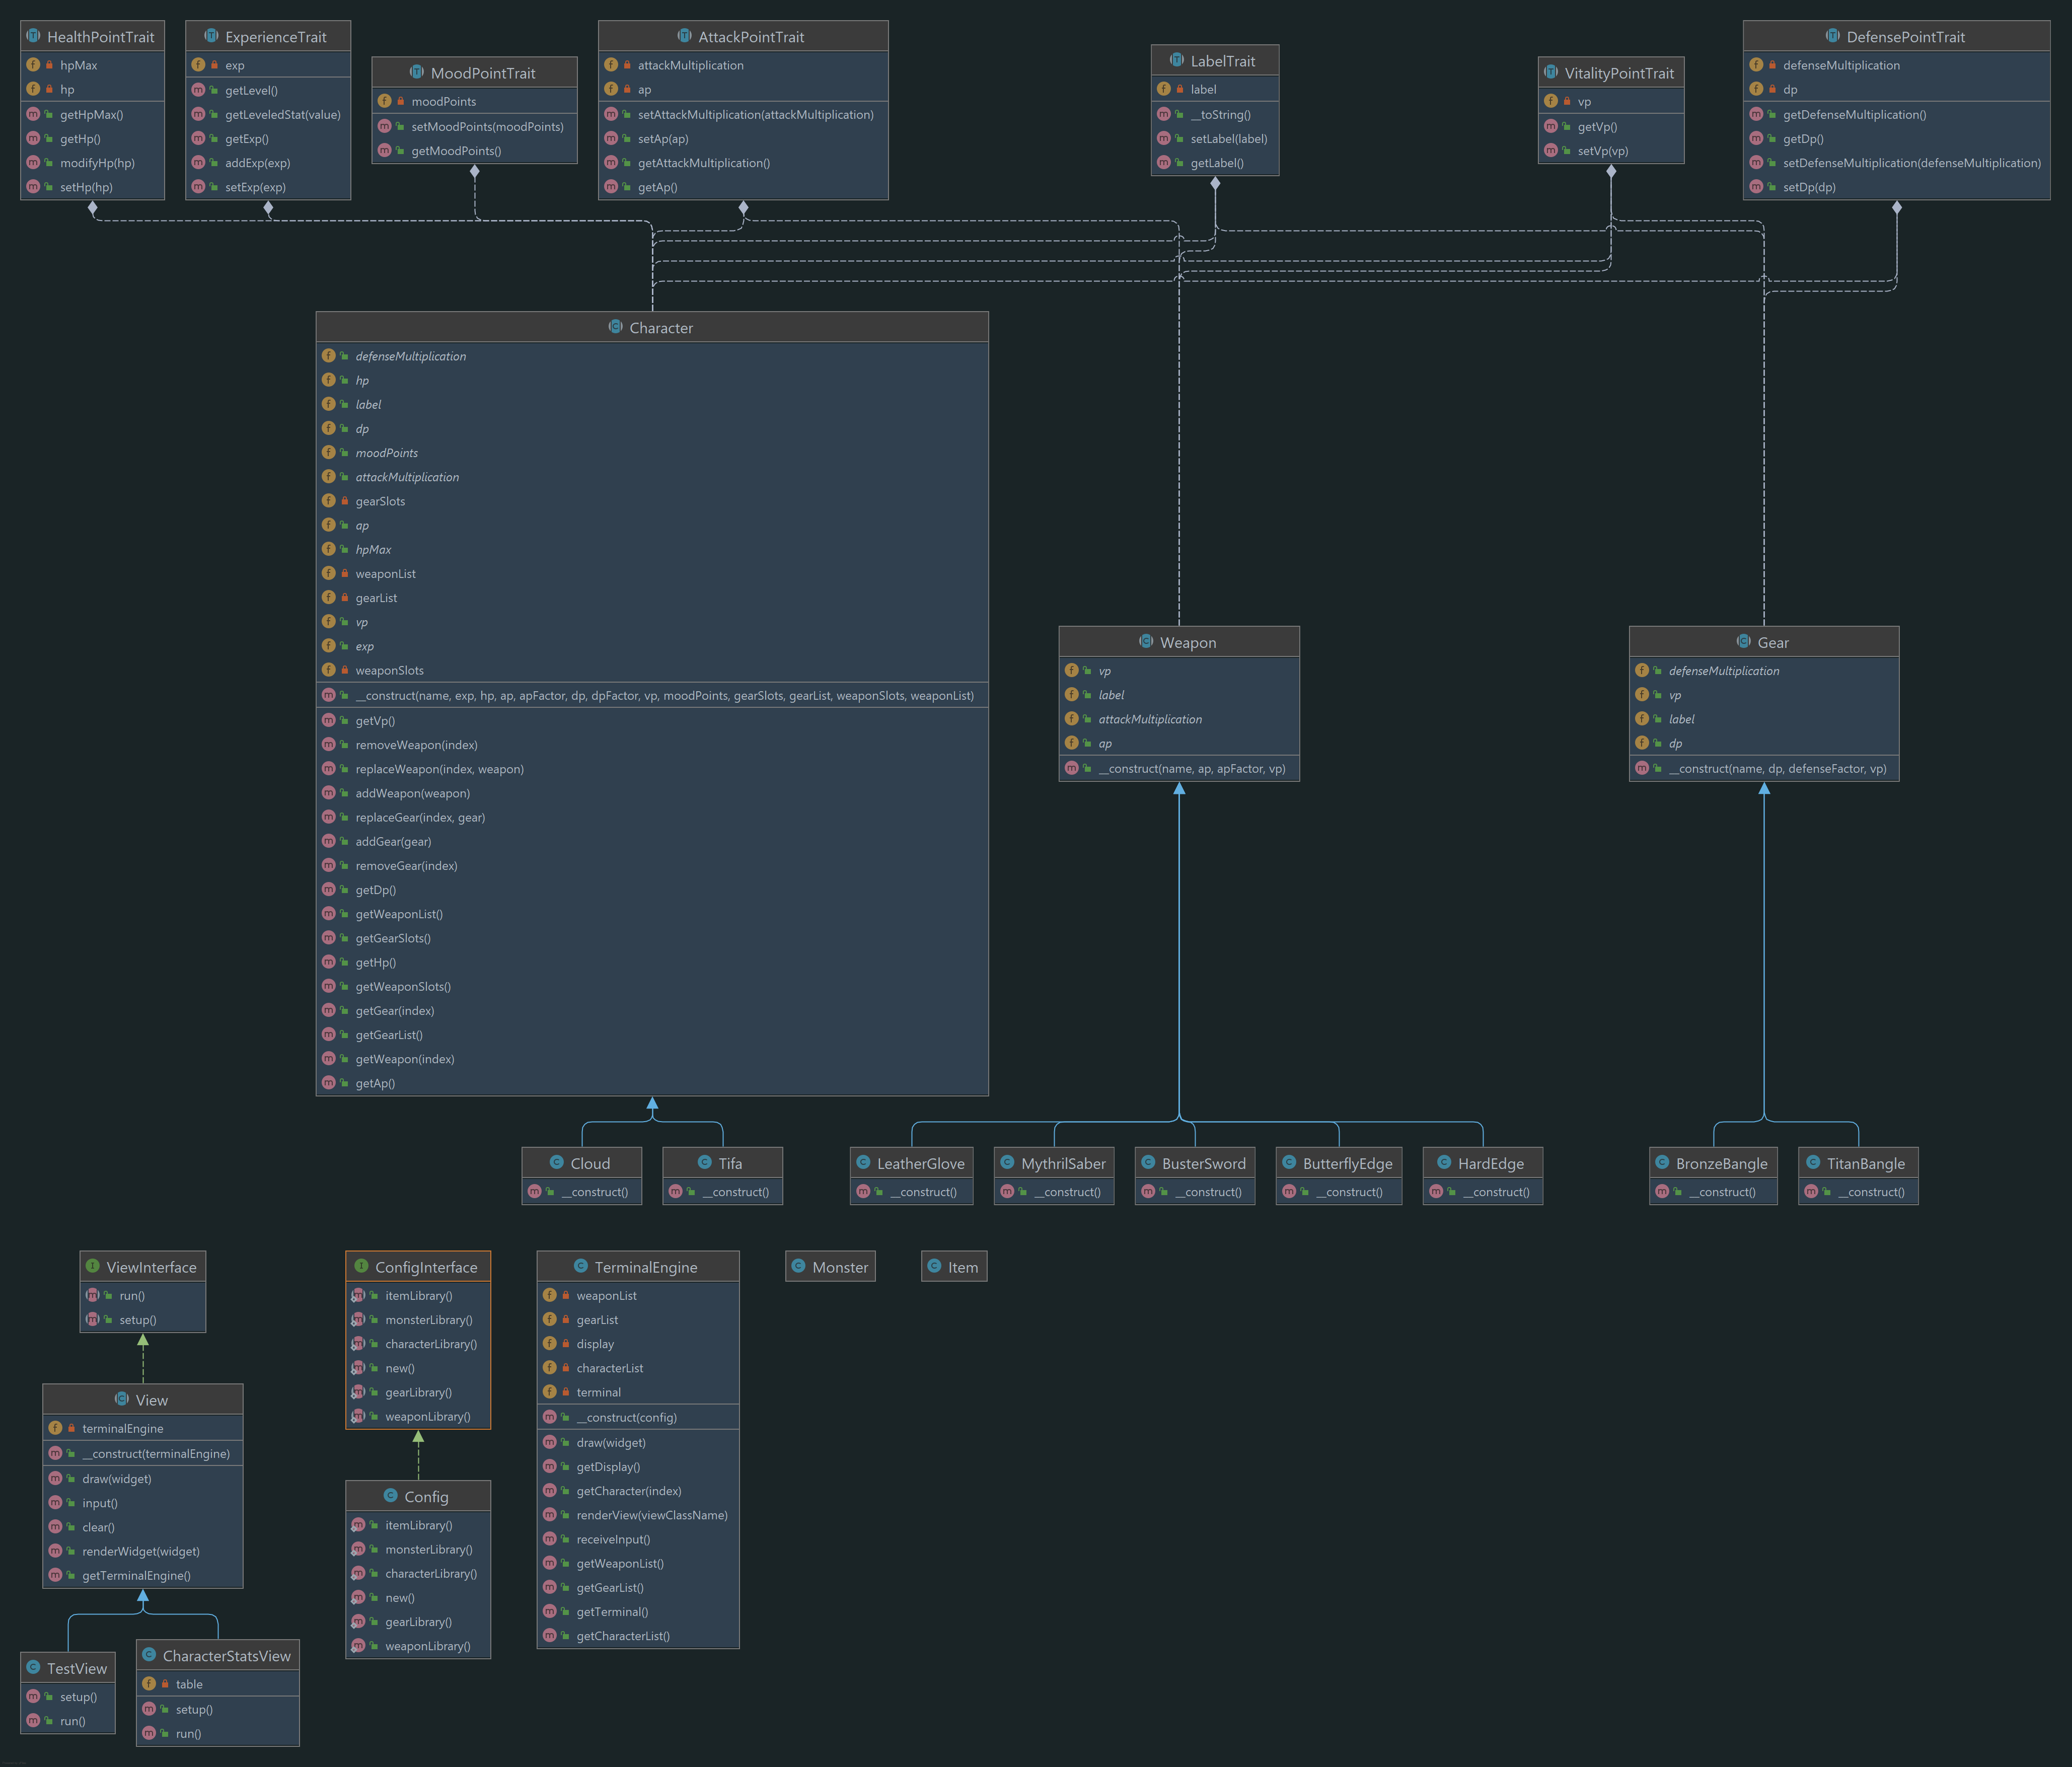 HealthPointTrait
hpMax
hp
getHpMax()
getHp()
modifyHp(hp)
setHp(hp)
ExperienceTrait
exp
getLevel()
getLeveledStat(value)
getExp()
addExp(exp)
setExp(exp)
MoodPointTrait
moodPoints
setMoodPoints(moodPoints)
getMoodPoints()
AttackPointTrait
attackMultiplication
ap
setAttackMultiplication(attackMultiplication)
setAp(ap)
getAttackMultiplication()
getAp()
LabelTrait
label
__toString()
setLabel(label)
getLabel()
VitalityPointTrait
vp
getVp()
setVp(vp)
DefensePointTrait
defenseMultiplication
dp
getDefenseMultiplication()
getDp()
setDefenseMultiplication(defenseMultiplication)
setDp(dp)
Character
defenseMultiplication
hp
label
dp
moodPoints
attackMultiplication
gearSlots
ap
hpMax
weaponList
gearList
vp
exp
weaponSlots
__construct(name, exp, hp, ap, apFactor, dp, dpFactor, vp, moodPoints, gearSlots, gearList, weaponSlots, weaponList)
getVp()
removeWeapon(index)
replaceWeapon(index, weapon)
addWeapon(weapon)
replaceGear(index, gear)
addGear(gear)
removeGear(index)
getDp()
getWeaponList()
getGearSlots()
getHp()
getWeaponSlots()
getGear(index)
getGearList()
getWeapon(index)
getAp()
Weapon
vp
label
attackMultiplication
ap
__construct(name, ap, apFactor, vp)
Gear
defenseMultiplication
vp
label
dp
__construct(name, dp, defenseFactor, vp)
Cloud
__construct()
Tifa
__construct()
LeatherGlove
__construct()
MythrilSaber
__construct()
BusterSword
__construct()
ButterflyEdge
__construct()
HardEdge
__construct()
BronzeBangle
__construct()
TitanBangle
__construct()
ViewInterface
run()
setup()
View
terminalEngine
__construct(terminalEngine)
draw(widget)
input()
clear()
renderWidget(widget)
getTerminalEngine()
TestView
setup()
run()
CharacterStatsView
table
setup()
run()
ConfigInterface
itemLibrary()
monsterLibrary()
characterLibrary()
new()
gearLibrary()
weaponLibrary()
Config
itemLibrary()
monsterLibrary()
characterLibrary()
new()
gearLibrary()
weaponLibrary()
TerminalEngine
weaponList
gearList
display
characterList
terminal
__construct(config)
draw(widget)
getDisplay()
getCharacter(index)
renderView(viewClassName)
receiveInput()
getWeaponList()
getGearList()
getTerminal()
getCharacterList()
Monster
Item